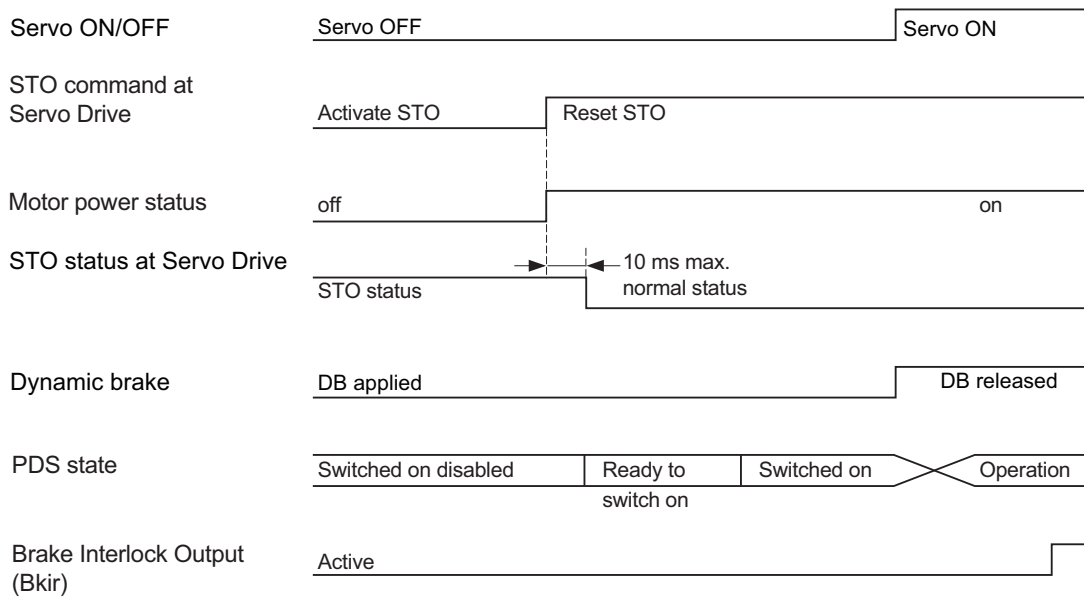 Servo ON/OFF
Servo OFF
Servo ON
STO command at
Servo Drive
Activate STO
Reset STO
Motor power status
off
on
STO status at Servo Drive
STO status
10 ms max.
normal status
Dynamic brake
DB applied
DB released
PDS state
Switched on disabled
Ready to
switch on
Switched on
Operation
Brake Interlock Output
(Bkir)
Active